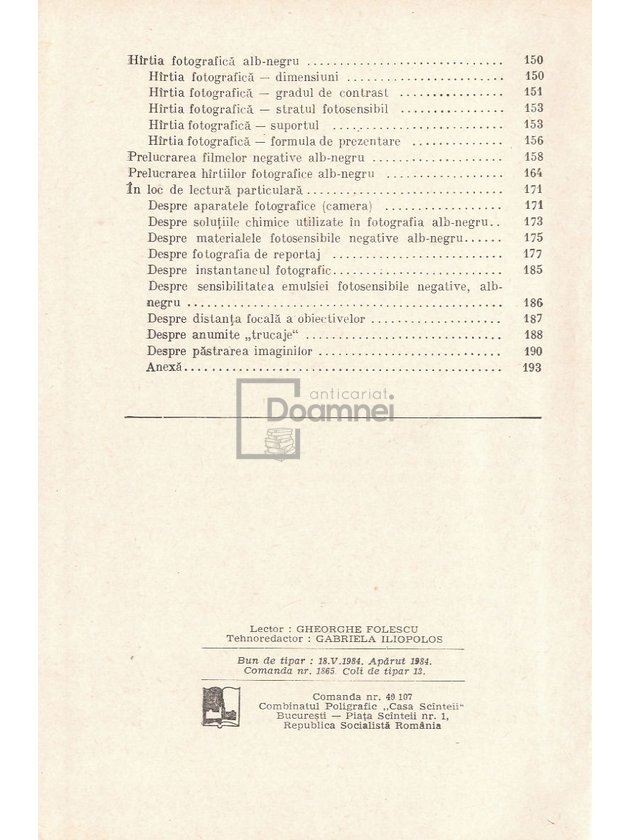 Hîrtia fotografică alb-negru .......................... 150
Hîrtia fotografică — dimensiuni ..................... 150
Hîrtia fotografică — gradul de contrast ............... 151
Hîrtia fotografică — stratul fotosensibil ............. 153
Hîrtia fotografică — suportul ....................... 153
Hîrtia fotografică — formula de prezentare ............ 156
Prelucrarea filmelor negative alb-negru ................. 158
Prelucrarea hîrtiilor fotografice alb-negru ................ 164
În loc de lectură particulară ......................... 171
Despre aparatele fotografice (camera) ................ 171
Despre soluțiile chimice utilizate în fotografia alb-negru.. 173
Despre materialele fotosensibile negative alb-negru...... 175
Despre fotografia de reportaj ...................... 177
Despre instantaneul fotografic...................... 185
Despre sensibilitatea emulsiei fotosensibile negative, alb-
negru ........................................ 186
Despre distanța focală a obiectivelor ................. 187
Despre anumite „trucaje“ .......................... 188
Despre păstrarea imaginilor ........................ 190
Anexă......................................... 193
anticariat
Doamnei
Lector : GHEORGHE FOLESCU
Tehnoredactor : GABRIELA ILIOPOLOS
Bun de tipar : 18.V.1984. Apărut 1984.
Comanda nr. 1865. Coli de tipar 13.
Comanda nr. 40 107
Combinatul Poligrafic „Casa Scînteii“
București — Piața Scînteii nr. 1,
Republica Socialistă România